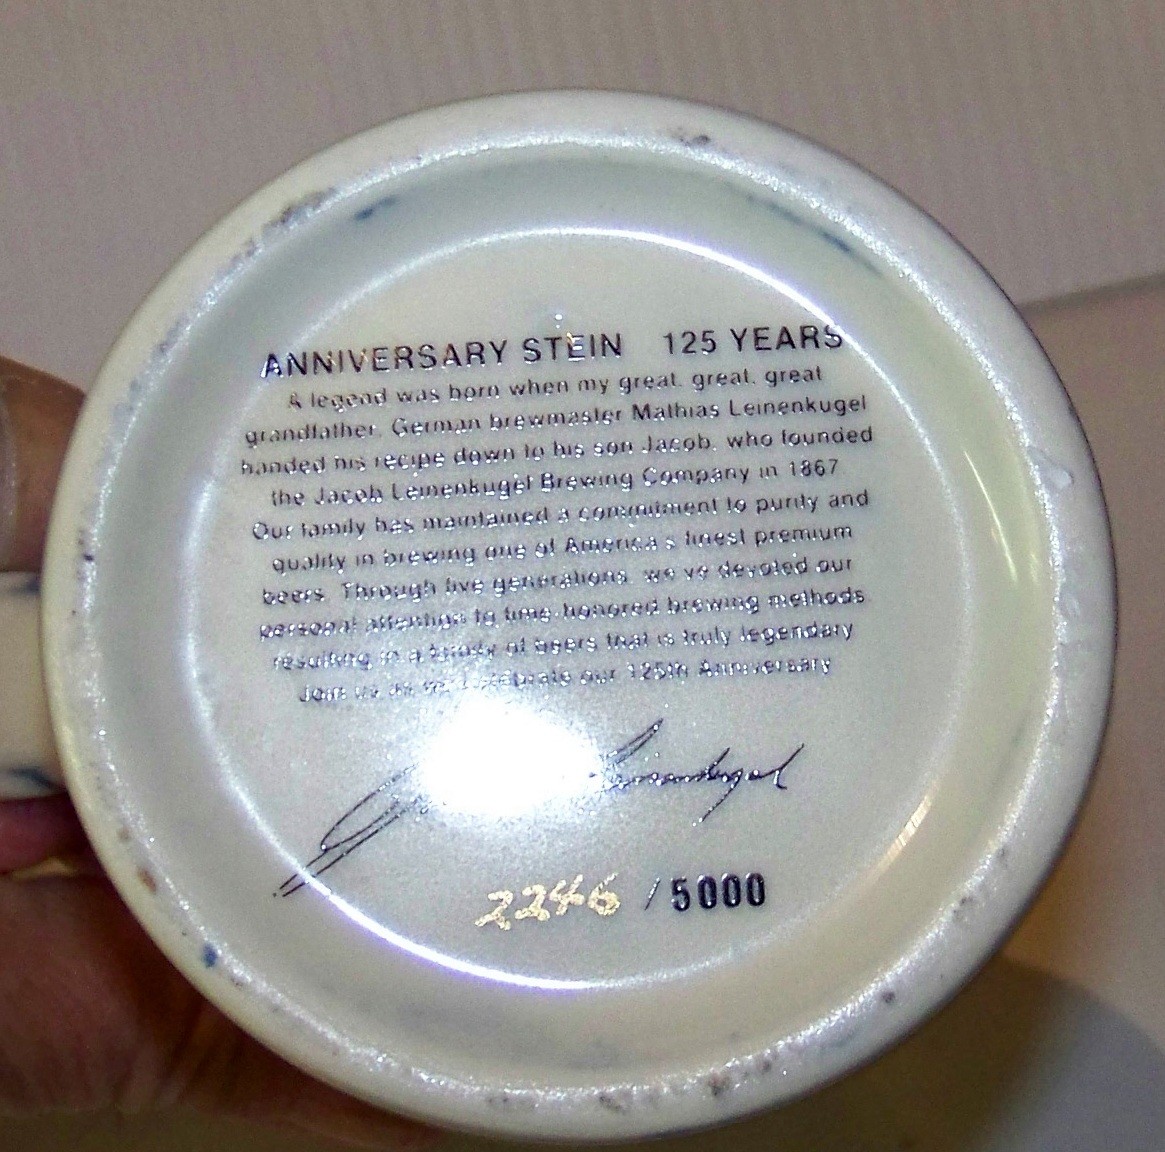 ANNIVERSARY STEIN 125 YEARS
A legend was born when my great, great, great
grandfather, German brewmaster Mathias Leinenkugel
handed his recipe down to his son Jacob, who founded
the Jacob Leinenkugel Brewing Company in 1867
Our family has maintained a commitment to purity and
quality in brewing one of America's finest premium
beers. Through five generations, we've devoted our
personal attention to time-honored brewing methods
resulting in a family of beers that is truly legendary
Join us as we celebrate our 125th Anniversary
Leinenkugel
2246 / 5000